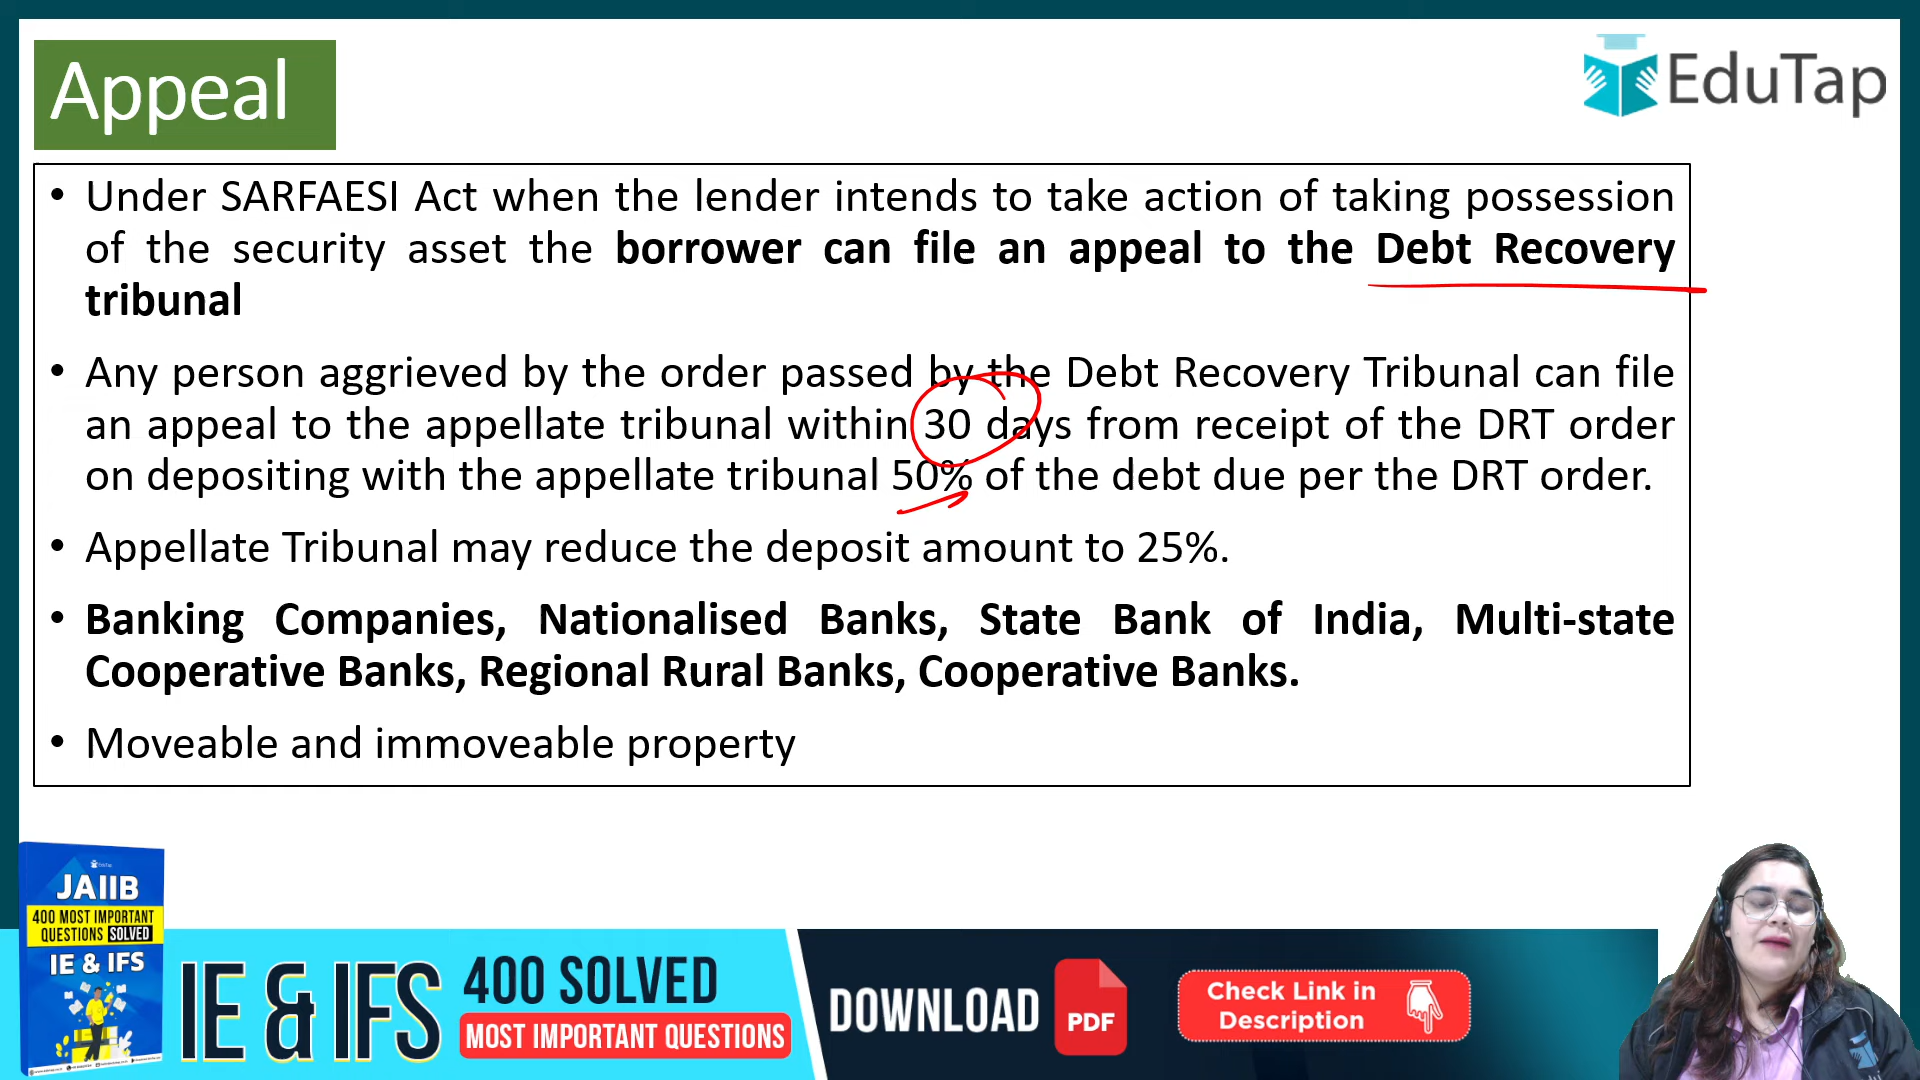 Appeal
EduTap
• Under SARFAESI Act when the lender intends to take action of taking possession
of the security asset the borrower can file an appeal to the Debt Recovery
tribunal
• Any person aggrieved by the order passed by the Debt Recovery Tribunal can file
an appeal to the appellate tribunal within 30 days from receipt of the DRT order
on depositing with the appellate tribunal 50% of the debt due per the DRT order.
• Appellate Tribunal may reduce the deposit amount to 25%.
• Banking Companies, Nationalised Banks, State Bank of India, Multi-state
Cooperative Banks, Regional Rural Banks, Cooperative Banks.
• Moveable and immoveable property
JAIIB
400 MOST IMPORTANT
QUESTIONS SOLVED
IE & IFS
IE & IFS
400 SOLVED
MOST IMPORTANT QUESTIONS
DOWNLOAD
PDF
Check Link in
Description